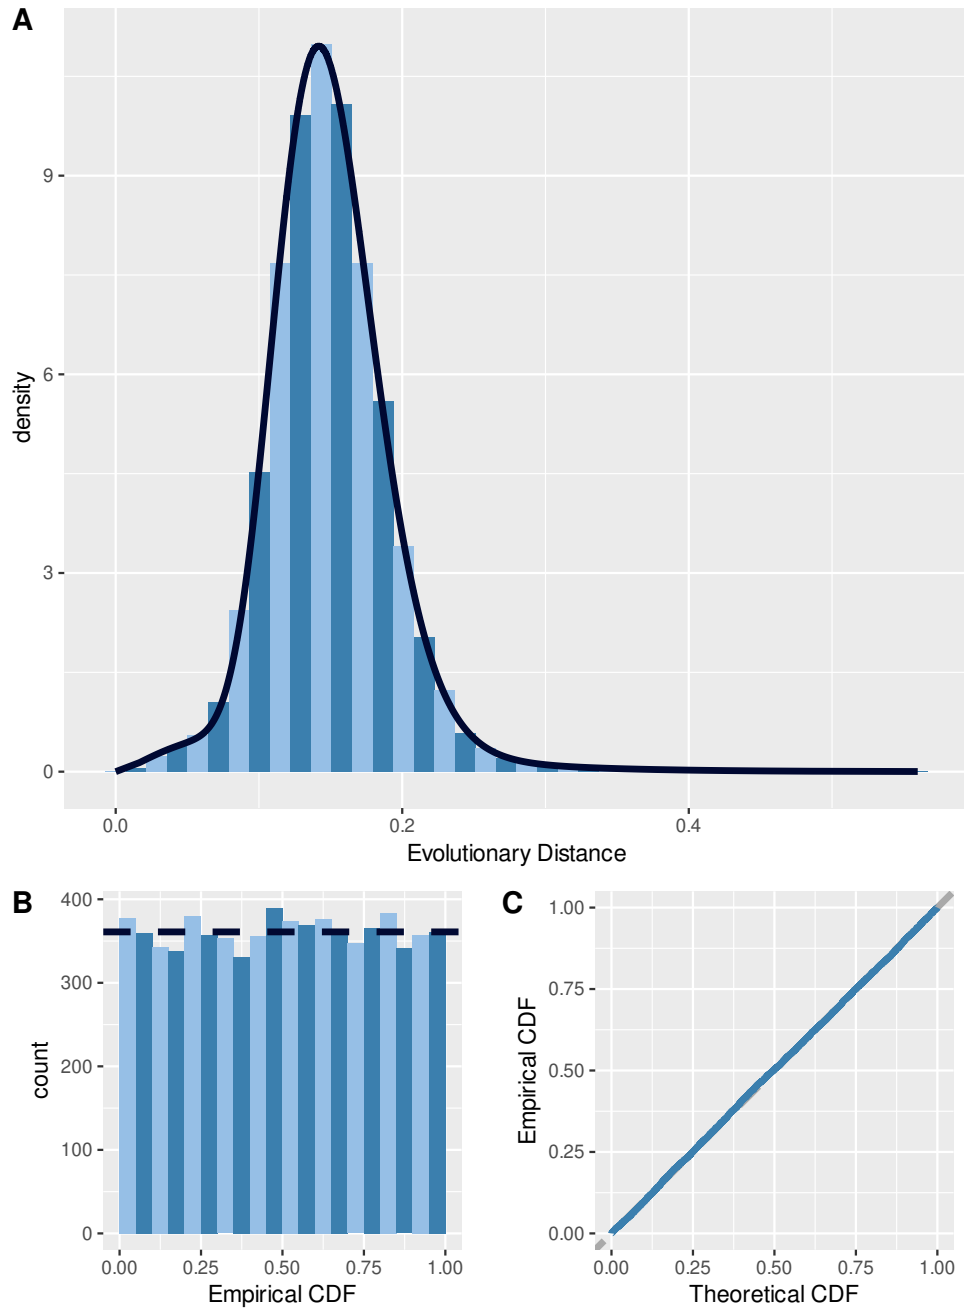 A
density
9
6
3
0
0.0 0.2 0.4
Evolutionary Distance
B
count
400
300
200
100
0
0.00 0.25 0.50 0.75 1.00
Empirical CDF
C
Empirical CDF
1.00
0.75
0.50
0.25
0.00
0.00 0.25 0.50 0.75 1.00
Theoretical CDF